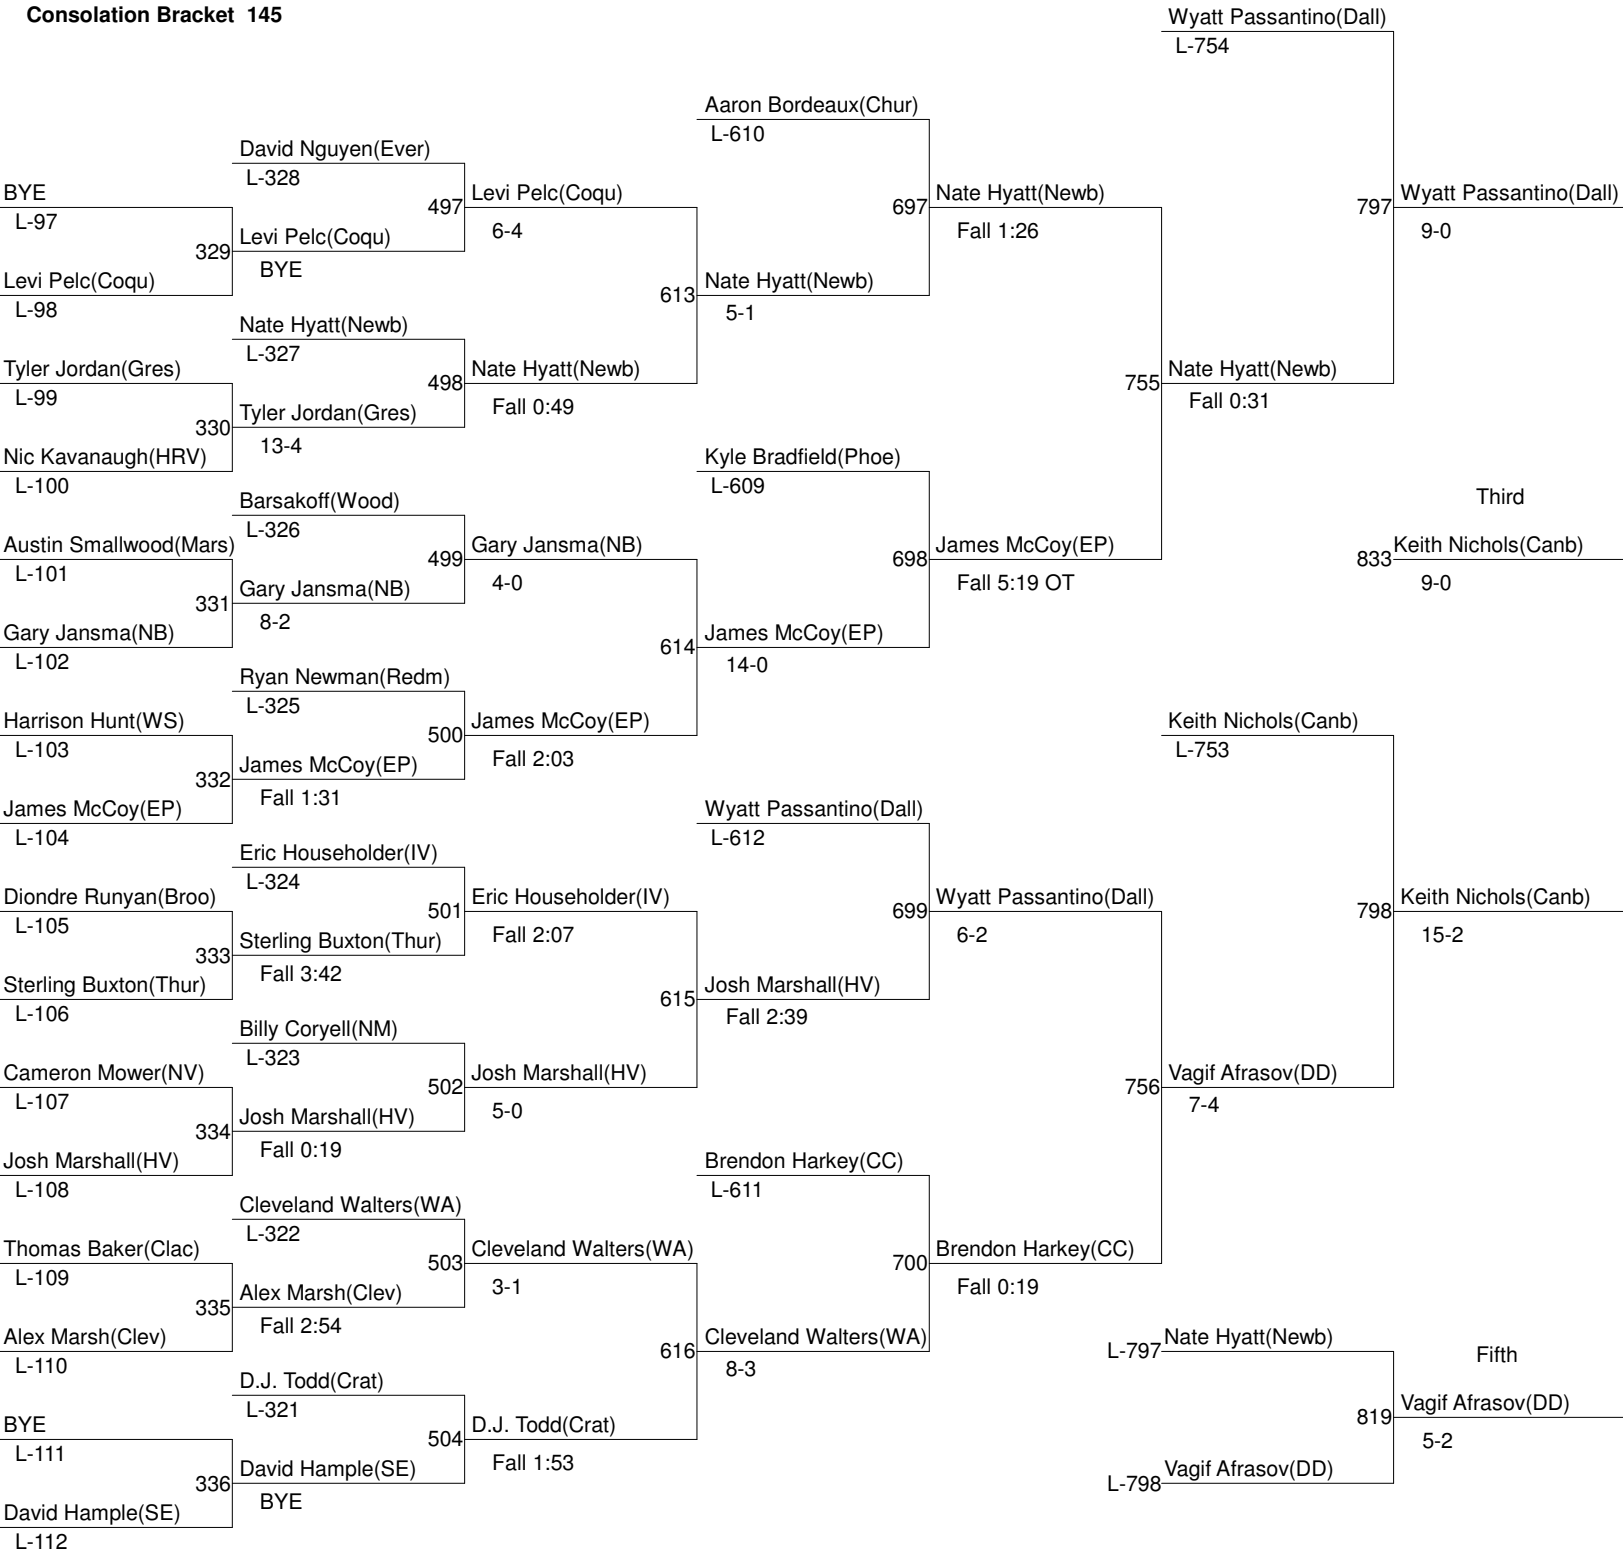 Consolation Bracket 145
BYE
L-97
Levi Pelc(Coqu)
L-98
Tyler Jordan(Gres)
L-99
Nic Kavanaugh(HRV)
L-100
Austin Smallwood(Mars)
L-101
Gary Jansma(NB)
L-102
Harrison Hunt(WS)
L-103
James McCoy(EP)
L-104
Diondre Runyan(Broo)
L-105
Sterling Buxton(Thur)
L-106
Cameron Mower(NV)
L-107
Josh Marshall(HV)
L-108
Thomas Baker(Clac)
L-109
Alex Marsh(Clev)
L-110
BYE
L-111
David Hample(SE)
L-112
David Nguyen(Ever)
L-328
329
Levi Pelc(Coqu)
BYE
Nate Hyatt(Newb)
L-327
330
Tyler Jordan(Gres)
13-4
Barsakoff(Wood)
L-326
331
Gary Jansma(NB)
8-2
Ryan Newman(Redm)
L-325
332
James McCoy(EP)
Fall 1:31
Eric Householder(IV)
L-324
333
Sterling Buxton(Thur)
Fall 3:42
Billy Coryell(NM)
L-323
334
Josh Marshall(HV)
Fall 0:19
Cleveland Walters(WA)
L-322
335
Alex Marsh(Clev)
Fall 2:54
D.J. Todd(Crat)
L-321
336
David Hample(SE)
BYE
497
Levi Pelc(Coqu)
6-4
498
Nate Hyatt(Newb)
Fall 0:49
499
Gary Jansma(NB)
4-0
500
James McCoy(EP)
Fall 2:03
501
Eric Householder(IV)
Fall 2:07
502
Josh Marshall(HV)
5-0
503
Cleveland Walters(WA)
3-1
504
D.J. Todd(Crat)
Fall 1:53
Aaron Bordeaux(Chur)
L-610
613
Nate Hyatt(Newb)
5-1
Kyle Bradfield(Phoe)
L-609
614
James McCoy(EP)
14-0
Wyatt Passantino(Dall)
L-612
615
Josh Marshall(HV)
Fall 2:39
Brendon Harkey(CC)
L-611
616
Cleveland Walters(WA)
8-3
697
Nate Hyatt(Newb)
Fall 1:26
698
James McCoy(EP)
Fall 5:19 OT
699
Wyatt Passantino(Dall)
6-2
700
Brendon Harkey(CC)
Fall 0:19
Wyatt Passantino(Dall)
L-754
755
Nate Hyatt(Newb)
Fall 0:31
Keith Nichols(Canb)
L-753
756
Vagif Afrasov(DD)
7-4
797
Wyatt Passantino(Dall)
9-0
Third
833
Keith Nichols(Canb)
9-0
798
Keith Nichols(Canb)
15-2
L-797
Nate Hyatt(Newb)
L-798
Vagif Afrasov(DD)
Fifth
819
Vagif Afrasov(DD)
5-2